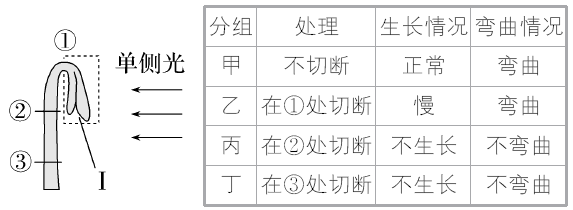 ①
单侧光
②
③
I
分组 处理 生长情况 弯曲情况
甲 不切断 正常 弯曲
乙 在①处切断 慢 弯曲
丙 在②处切断 不生长 不弯曲
丁 在③处切断 不生长 不弯曲